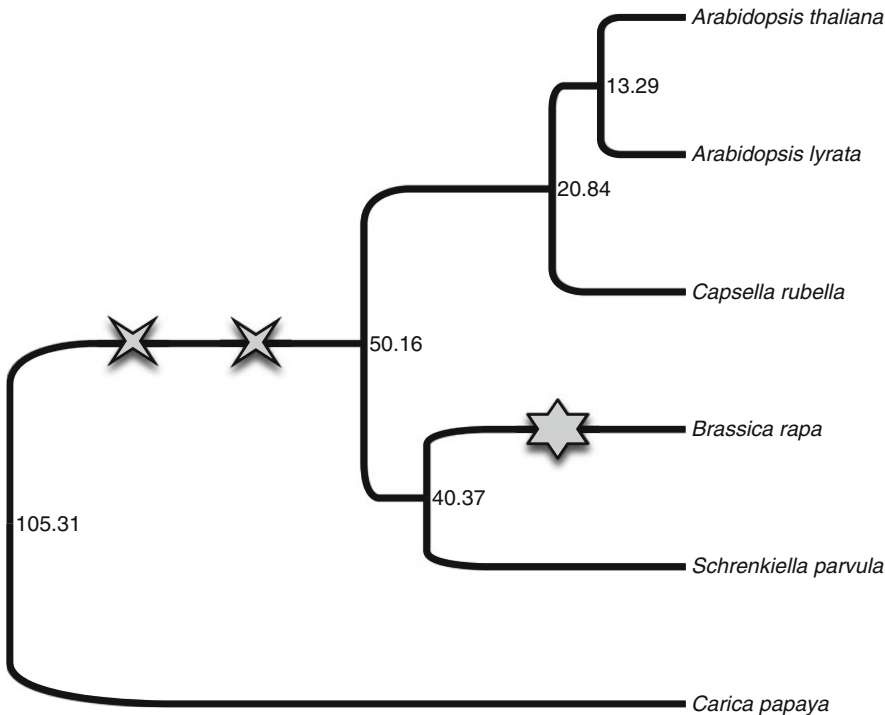 Arabidopsis thaliana
13.29
Arabidopsis lyrata
20.84
Capsella rubella
50.16
Brassica rapa
40.37
105.31
Schrenkiella parvula
Carica papaya